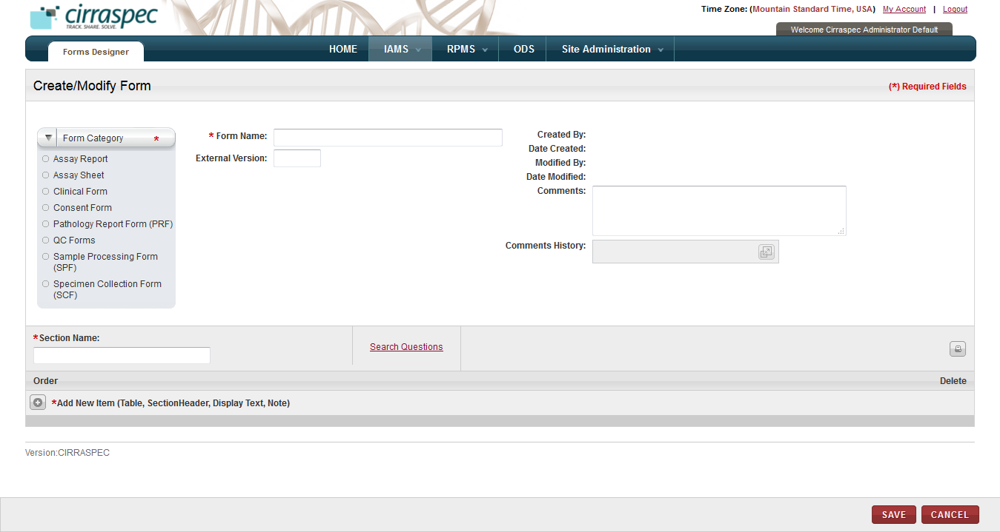 cirraspec
TRACK. SHARE. SOLVE.
Time Zone: (Mountain Standard Time, USA) My Account | Logout
Welcome Cirraspec Administrator Default
Forms Designer
HOME IAMS RPMS ODS Site Administration
Create/Modify Form
(*) Required Fields
Form Category *
Assay Report
Assay Sheet
Clinical Form
Consent Form
Pathology Report Form (PRF)
QC Forms
Sample Processing Form
(SPF)
Specimen Collection Form
(SCF)
* Form Name:
External Version:
Created By:
Date Created:
Modified By:
Date Modified:
Comments:
Comments History:
*Section Name:
Search Questions
Order
Delete
*Add New Item (Table, SectionHeader, Display Text, Note)
Version:CIRRASPEC
SAVE CANCEL